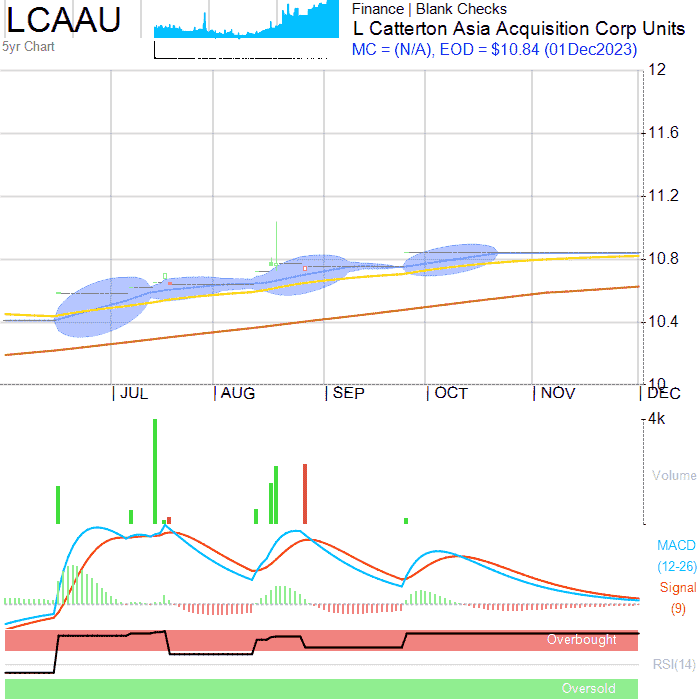 LCAAU
5yr Chart
Finance | Blank Checks
L Catterton Asia Acquisition Corp Units
MC = (N/A), EOD = $10.84 (01Dec2023)
12
11.6
11.2
10.8
10.4
10
JUL AUG SEP OCT NOV DEC
4k
Volume
MACD
(12-26)
Signal
(9)
Overbought
RSI(14)
Oversold